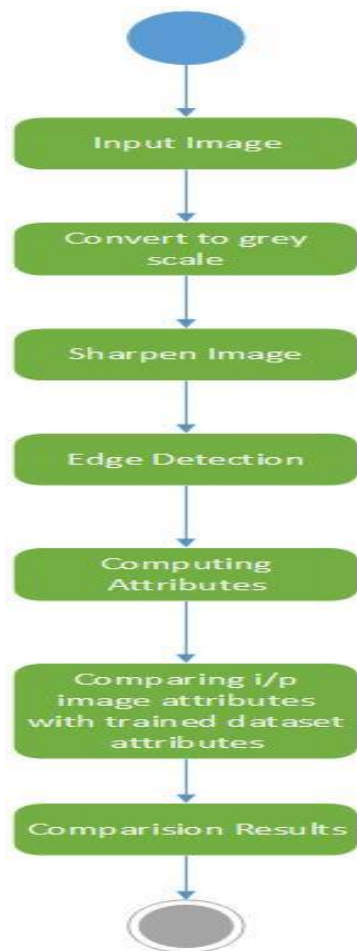 Input Image
Convert to grey
scale
Sharpen Image
Edge Detection
Computing
Attributes
Comparing i/p
image attributes
with trained dataset
attributes
Comparision Results